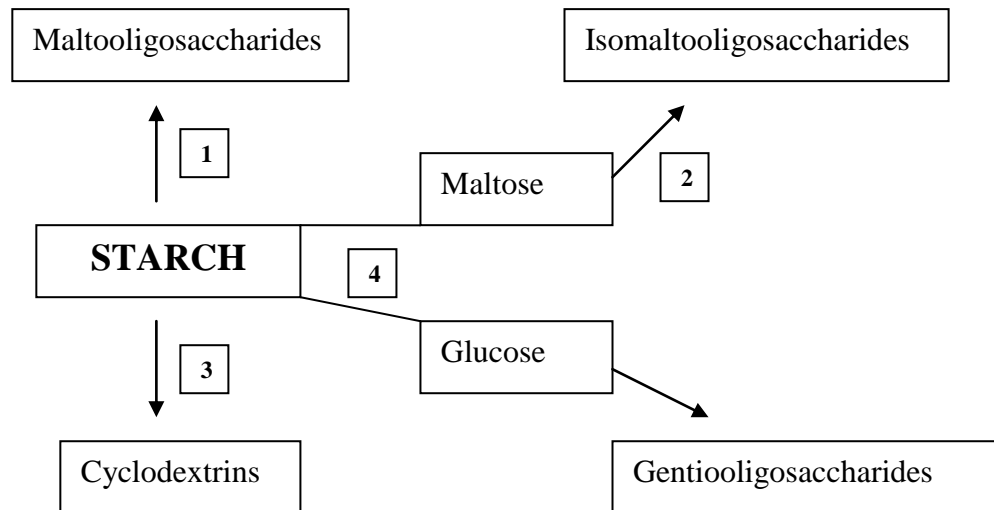 Maltooligosaccharides
Isomaltooligosaccharides
1
Maltose
2
STARCH
4
Glucose
3
Cyclodextrins
Gentiooligosaccharides